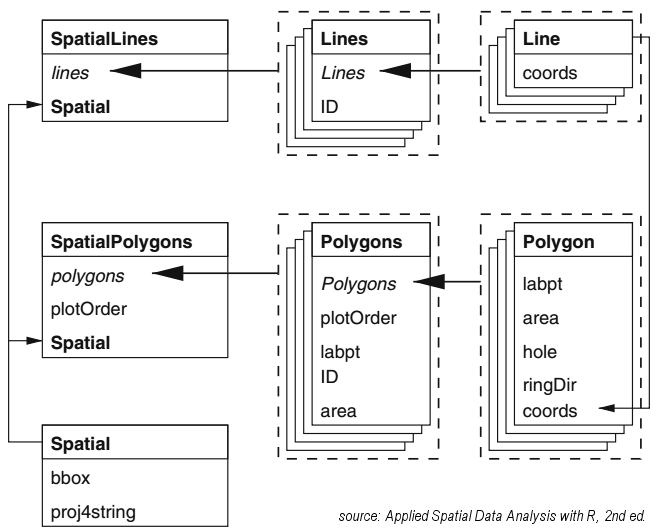 SpatialLines
lines
Spatial
Lines
Lines
ID
Line
coords
SpatialPolygons
polygons
plotOrder
Spatial
Polygons
Polygons
plotOrder
labpt
ID
area
Polygon
labpt
area
hole
ringDir
coords
Spatial
bbox
proj4string
source: Applied Spatial Data Analysis with R, 2nd ed.